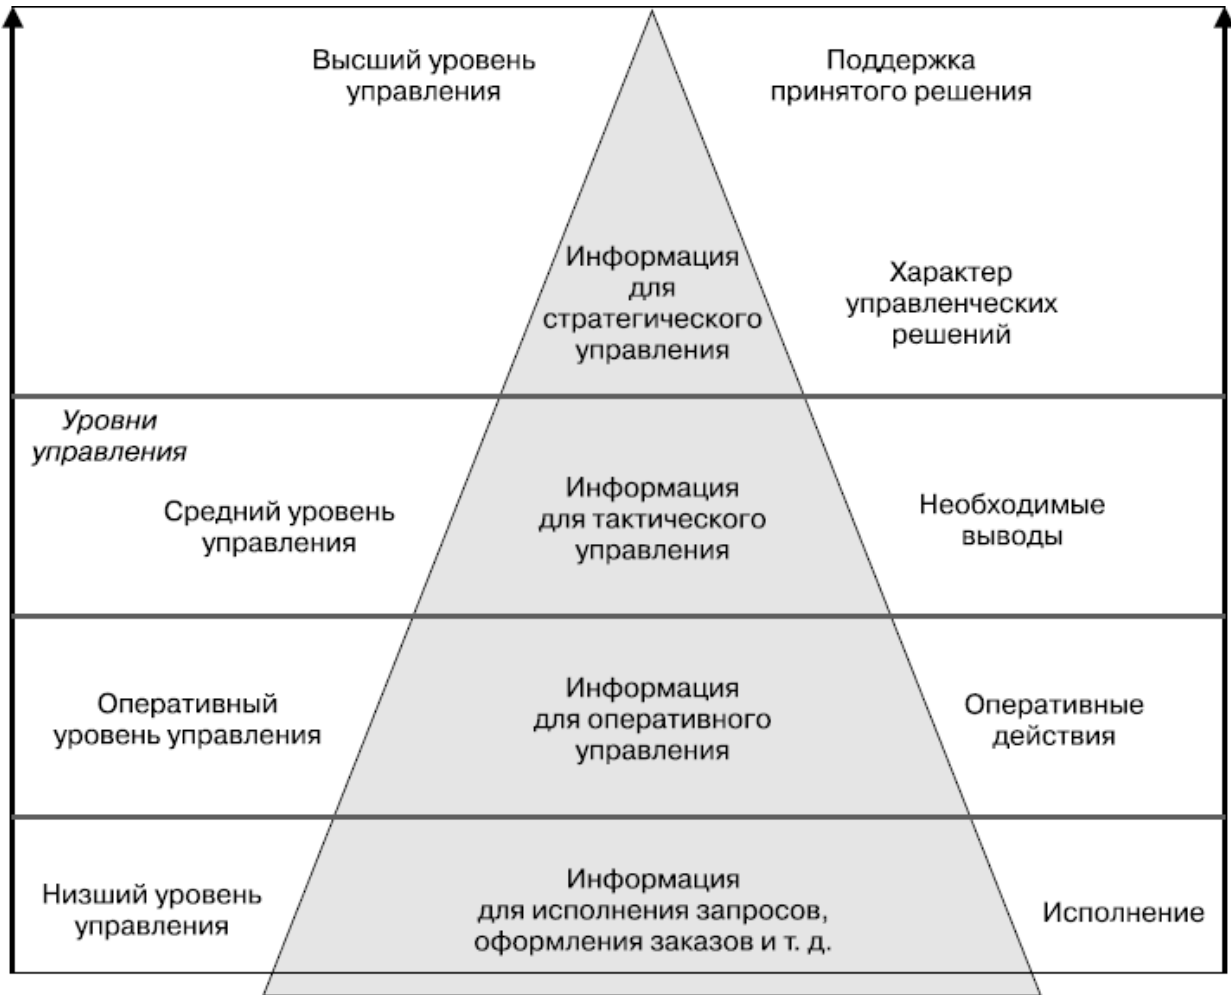 Высший уровень
управления
Поддержка
принятого решения
Информация
для
стратегического
управления
Характер
управленческих
решений
Уровни
управления
Средний уровень
управления
Информация
для тактического
управления
Необходимые
выводы
Оперативный
уровень управления
Информация
для оперативного
управления
Оперативные
действия
Низший уровень
управления
Информация
для исполнения запросов,
оформления заказов и т. д.
Исполнение